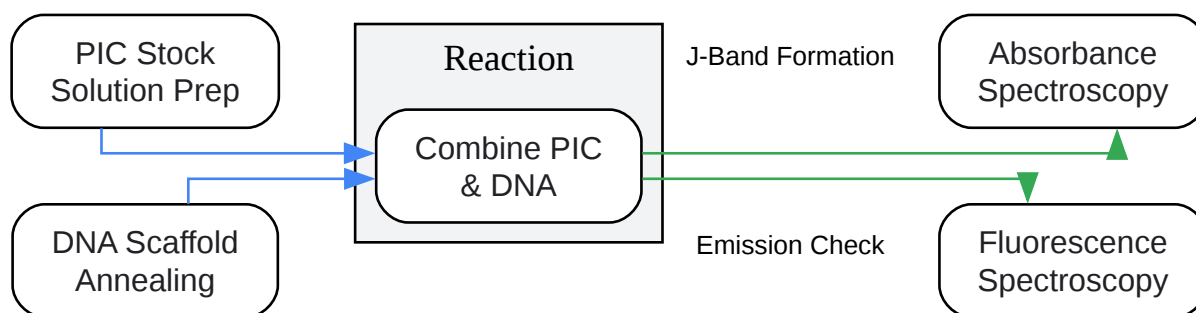 PIC Stock
Solution Prep
DNA Scaffold
Annealing
Reaction
Combine PIC
& DNA
J-Band Formation
Emission Check
Absorbance
Spectroscopy
Fluorescence
Spectroscopy